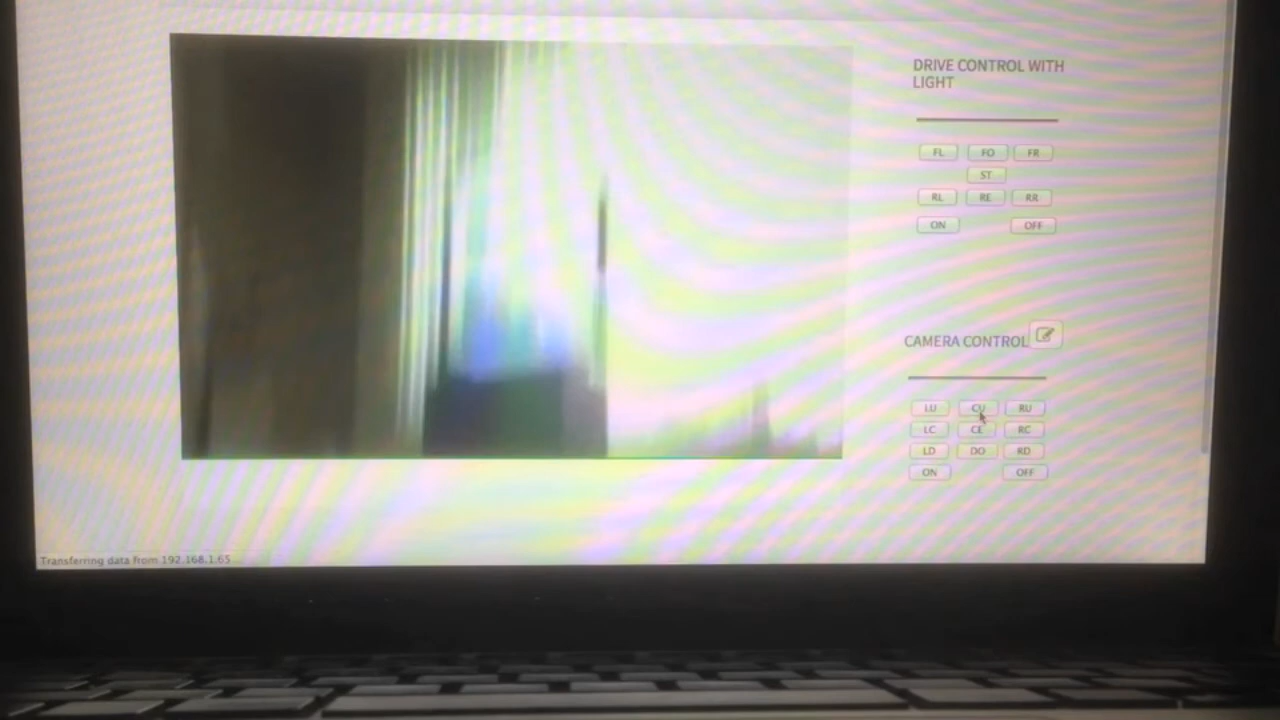 DRIVE CONTROL WITH
LIGHT
FL FO FR
ST
RL RE RR
ON OFF
CAMERA CONTROL
LU CU RU
LC CE RC
LD DO RD
ON OFF
Transferring data from 192.168.1.65...